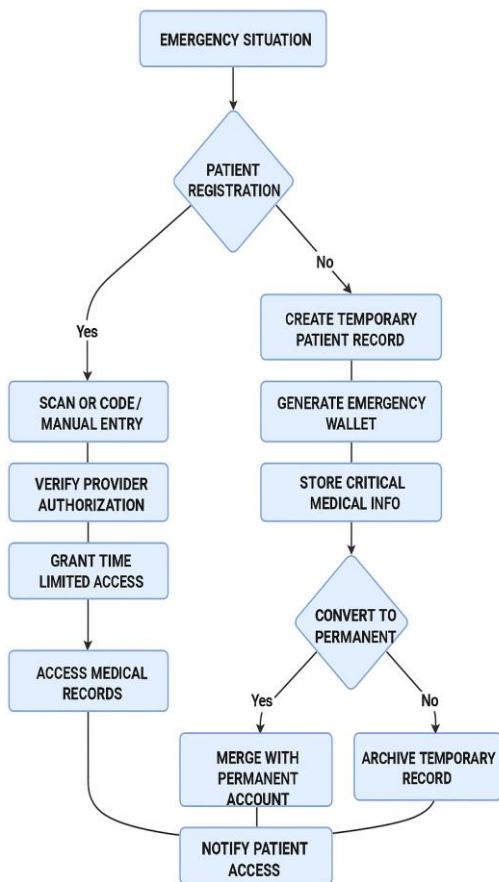 EMERGENCY SITUATION
PATIENT
REGISTRATION
Yes
No
SCAN OR CODE/
MANUAL ENTRY
VERIFY PROVIDER
AUTHORIZATION
GRANT TIME
LIMITED ACCESS
ACCESS MEDICAL
RECORDS
CREATE TEMPORARY
PATIENT RECORD
GENERATE EMERGENCY
WALLET
STORE CRITICAL
MEDICAL INFO
CONVERT TO
PERMANENT
Yes
No
MERGE WITH
PERMANENT
ACCOUNT
ARCHIVE TEMPORARY
RECORD
NOTIFY PATIENT
ACCESS